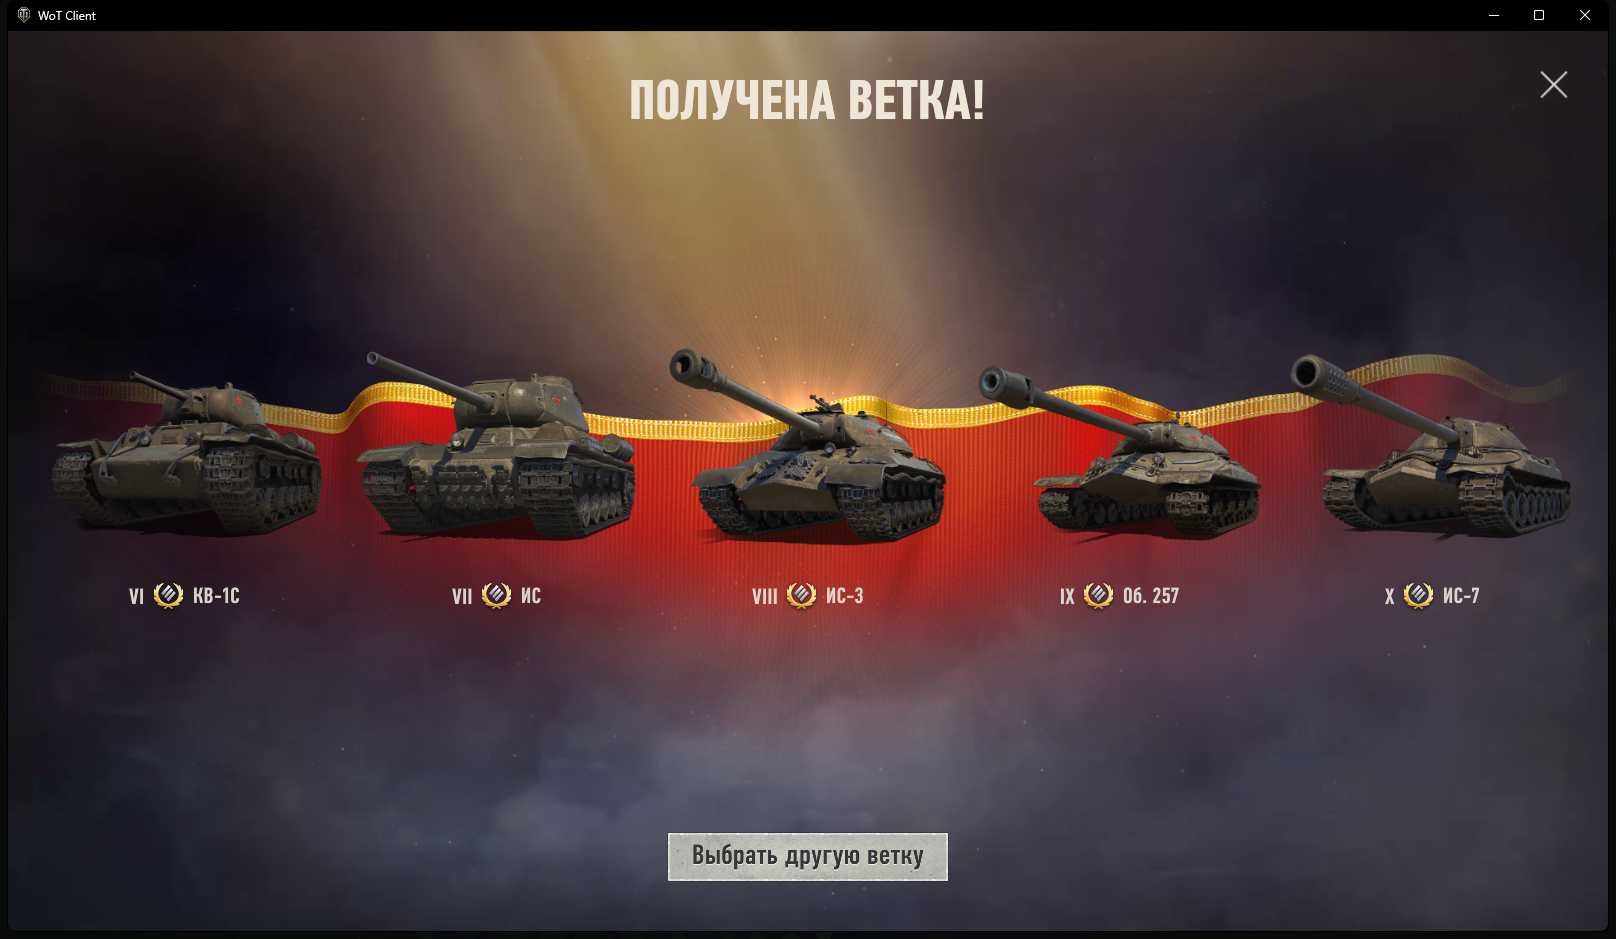 WoT Client
ПОЛУЧЕНА ВЕТКА!
VI КВ-1С
VII ИС
VIII ИС-3
IX Об. 257
X ИС-7
Выбрать другую ветку